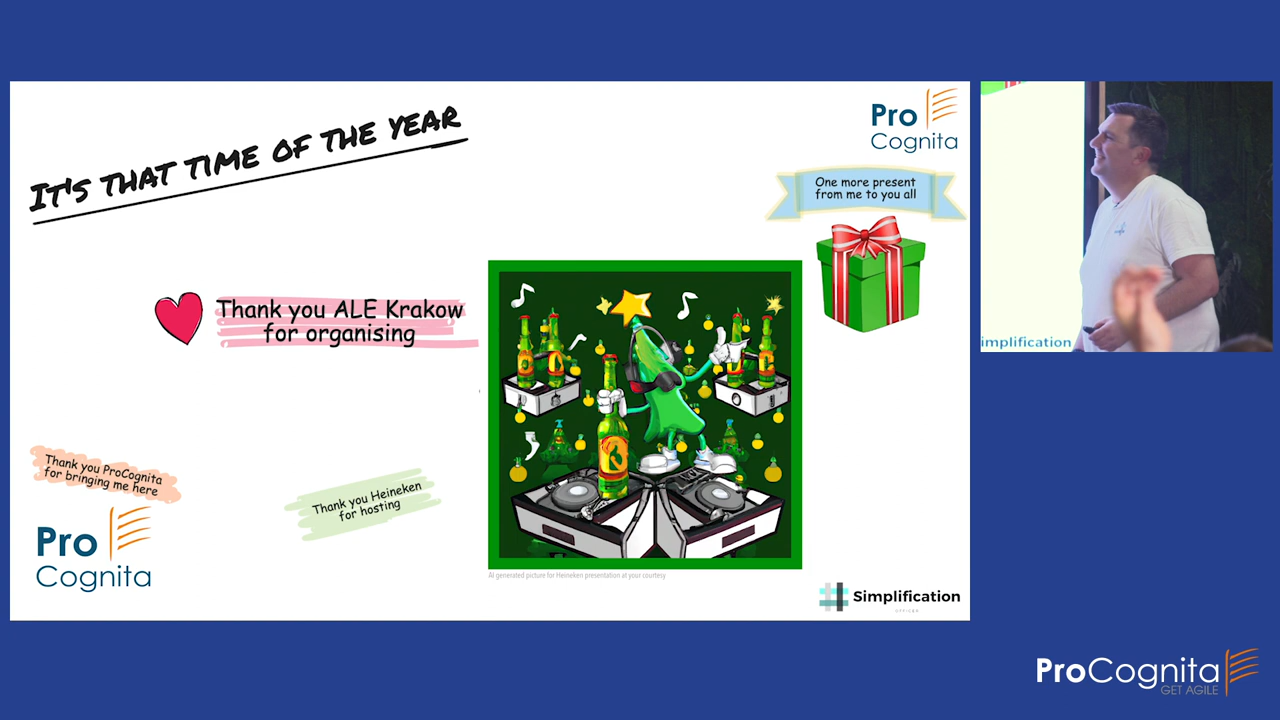 It's that time of the year
Pro
Cognita
One more present
from me to you all
Thank you ALE Krakow
for organising
Thank you ProCognita
for bringing me here
Thank you Heineken
for hosting
Pro
Cognita
AI generated picture for Heineken presentation at your courtesy
Simplification
OFFICER
implification
ProCognita
GET AGILE